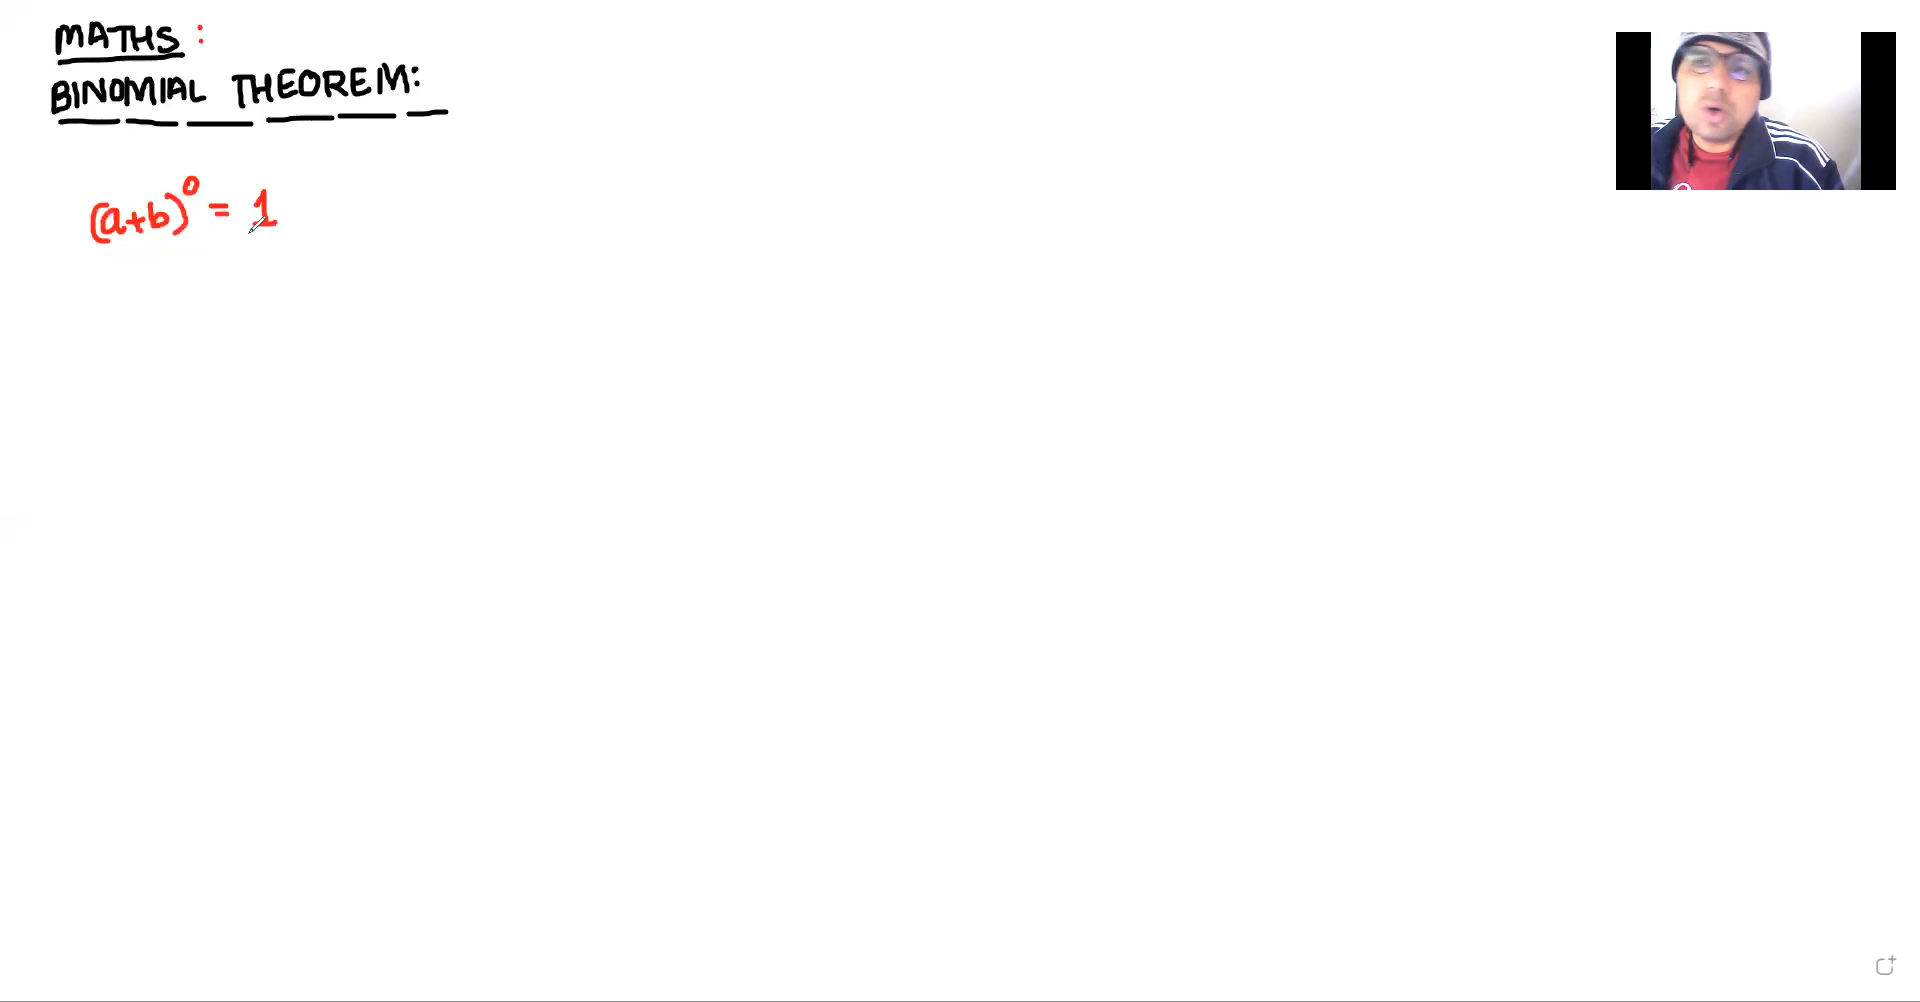 MATHS :
BINOMIAL THEOREM:
(a+b)⁰ = 1